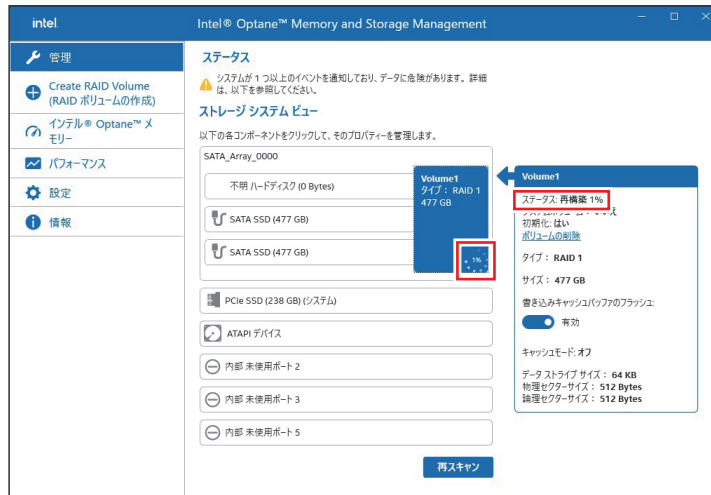 intel
Intel® Optane™ Memory and Storage Management
管理
Create RAID Volume
(RAID ボリュームの作成)
インテル® Optane™ メ
モリー
パフォーマンス
設定
情報
ステータス
システムが 1 つ以上のイベントを通知しており、データに危険があります。詳細
は、以下を参照してください。
ストレージ システム ビュー
以下の各コンポーネントをクリックして、そのプロパティーを管理します。
SATA_Array_0000
不明 ハードディスク (0 Bytes)
SATA SSD (477 GB)
SATA SSD (477 GB)
Volume1
タイプ： RAID 1
477 GB
1%
PCIe SSD (238 GB) (システム)
ATAPI デバイス
内部 未使用ポート 2
内部 未使用ポート 3
内部 未使用ポート 5
再スキャン
Volume1
ステータス: 再構築 1%
初期化: はい
ボリュームの削除
タイプ： RAID 1
サイズ： 477 GB
書き込みキャッシュバッファのフラッシュ:
有効
キャッシュモード: オフ
データ ストライプ サイズ： 64 KB
物理セクターサイズ： 512 Bytes
論理セクターサイズ： 512 Bytes